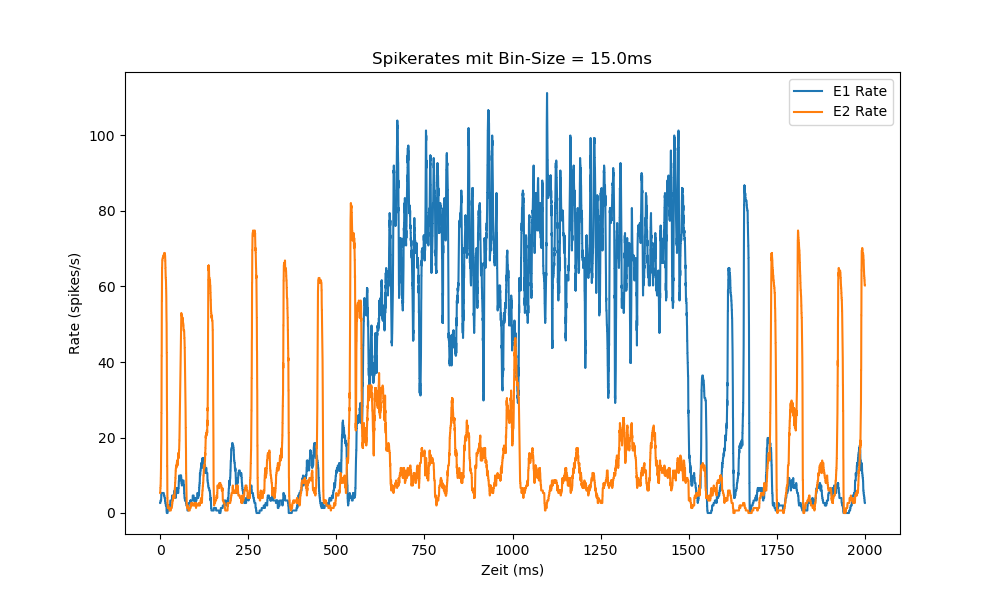 Spikerates mit Bin-Size = 15.0ms
E1 Rate
E2 Rate
Rate (spikes/s)
100
80
60
40
20
0
0 250 500 750 1000 1250 1500 1750 2000
Zeit (ms)